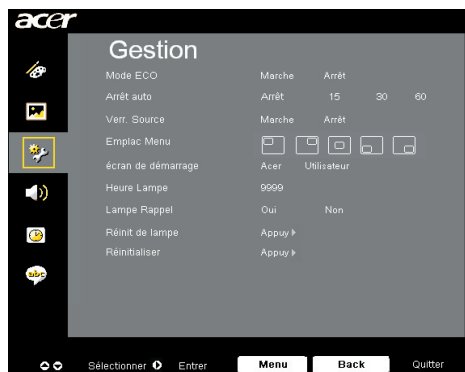 acer
Gestion
Mode ECO Marche Arrêt
Arrêt auto Arrêt 15 30 60
Verr. Source Marche Arrêt
Emplac Menu
écran de démarrage Acer Utilisateur
Heure Lampe 9999
Lampe Rappel Oui Non
Réinit de lampe Appuy
Réinitialiser Appuy
abc
Sélectionner Entrer Menu Back Quitter